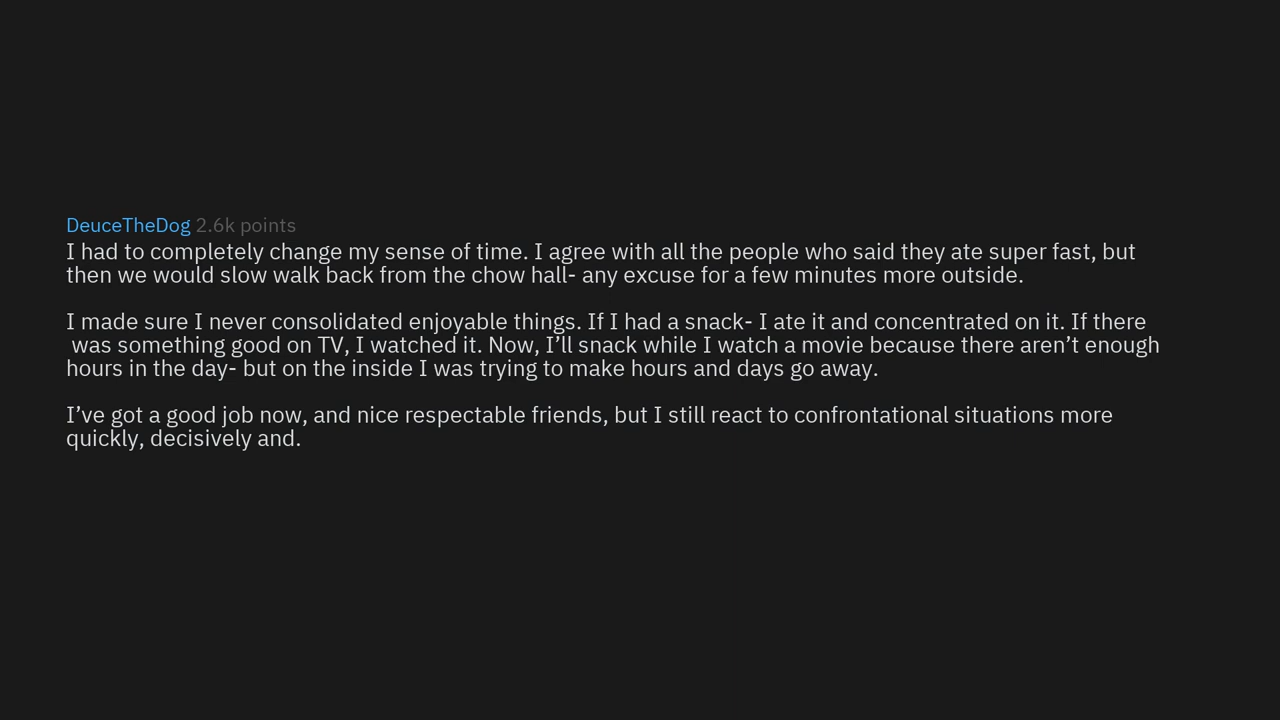 DeuceTheDog 2.6k points
I had to completely change my sense of time. I agree with all the people who said they ate super fast, but
then we would slow walk back from the chow hall- any excuse for a few minutes more outside.
I made sure I never consolidated enjoyable things. If I had a snack- I ate it and concentrated on it. If there
was something good on TV, I watched it. Now, I’ll snack while I watch a movie because there aren’t enough
hours in the day- but on the inside I was trying to make hours and days go away.
I’ve got a good job now, and nice respectable friends, but I still react to confrontational situations more
quickly, decisively and.